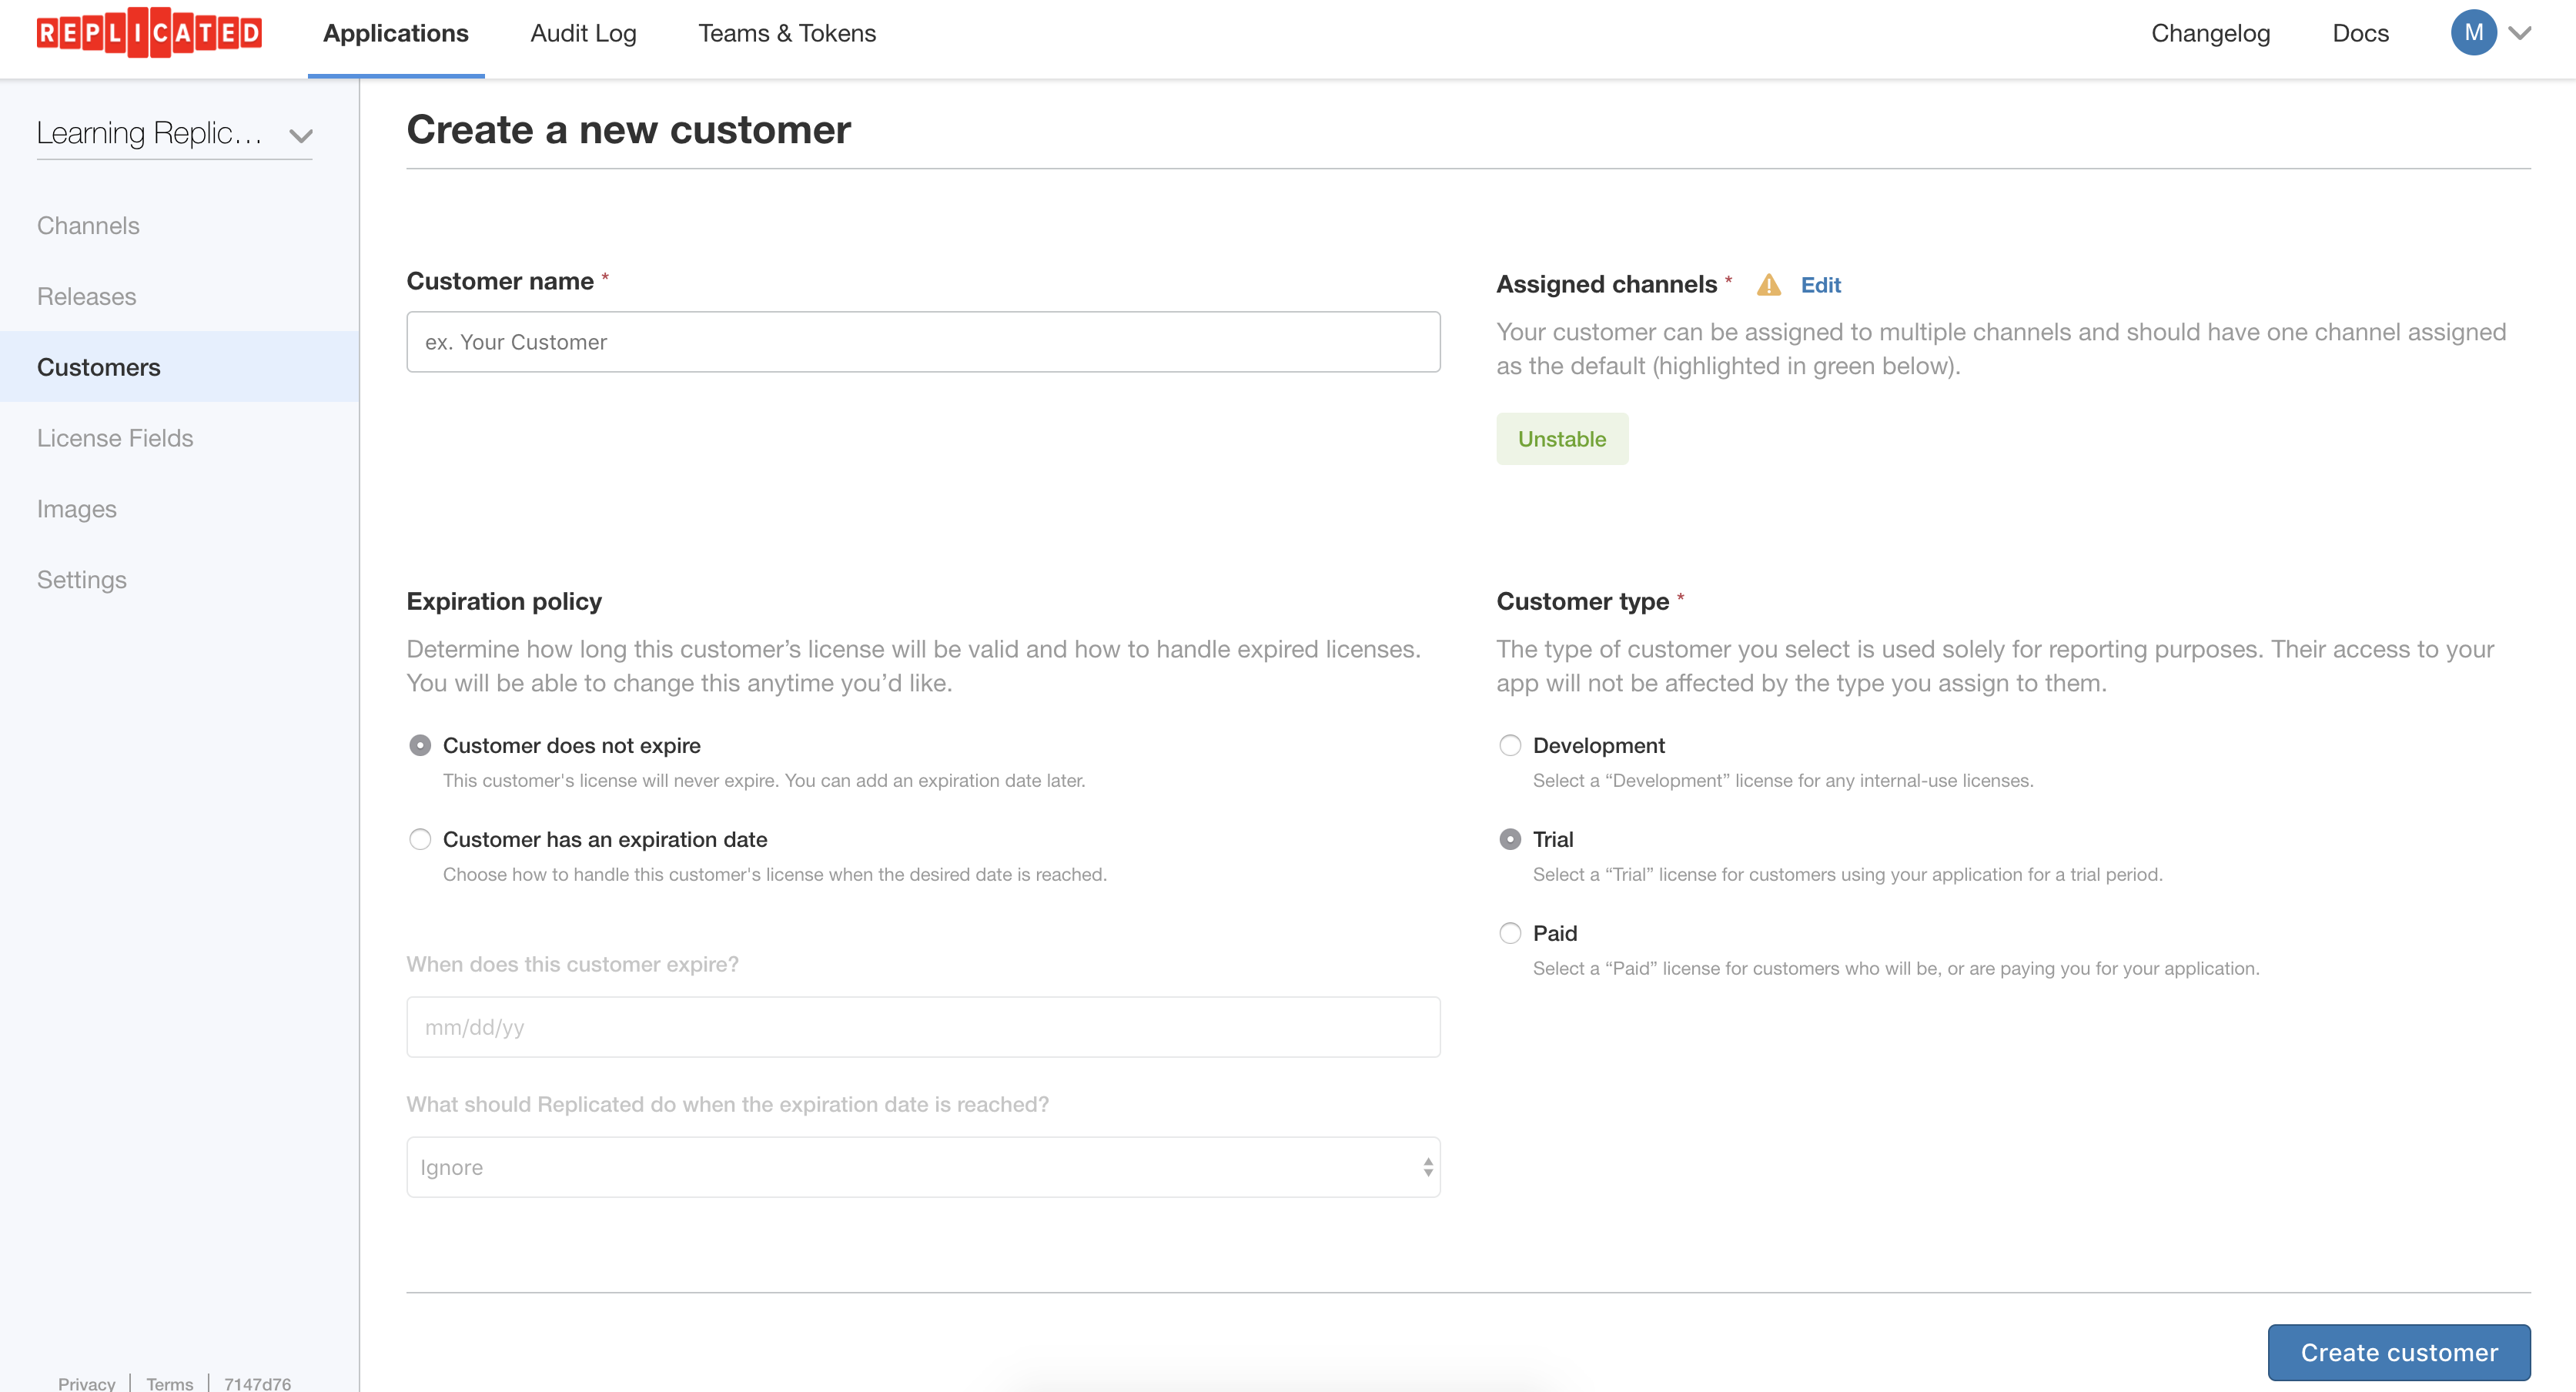 REPLICATED
Applications
Audit Log
Teams & Tokens
Changelog
Docs
M
Learning Replic...
Channels
Releases
Customers
License Fields
Images
Settings
Privacy
Terms
7147d76
Create a new customer
Customer name *
ex. Your Customer
Assigned channels *
Edit
Your customer can be assigned to multiple channels and should have one channel assigned
as the default (highlighted in green below).
Unstable
Expiration policy
Determine how long this customer’s license will be valid and how to handle expired licenses.
You will be able to change this anytime you’d like.
Customer does not expire
This customer's license will never expire. You can add an expiration date later.
Customer has an expiration date
Choose how to handle this customer's license when the desired date is reached.
When does this customer expire?
mm/dd/yy
What should Replicated do when the expiration date is reached?
Ignore
Customer type *
The type of customer you select is used solely for reporting purposes. Their access to your
app will not be affected by the type you assign to them.
Development
Select a “Development” license for any internal-use licenses.
Trial
Select a “Trial” license for customers using your application for a trial period.
Paid
Select a “Paid” license for customers who will be, or are paying you for your application.
Create customer